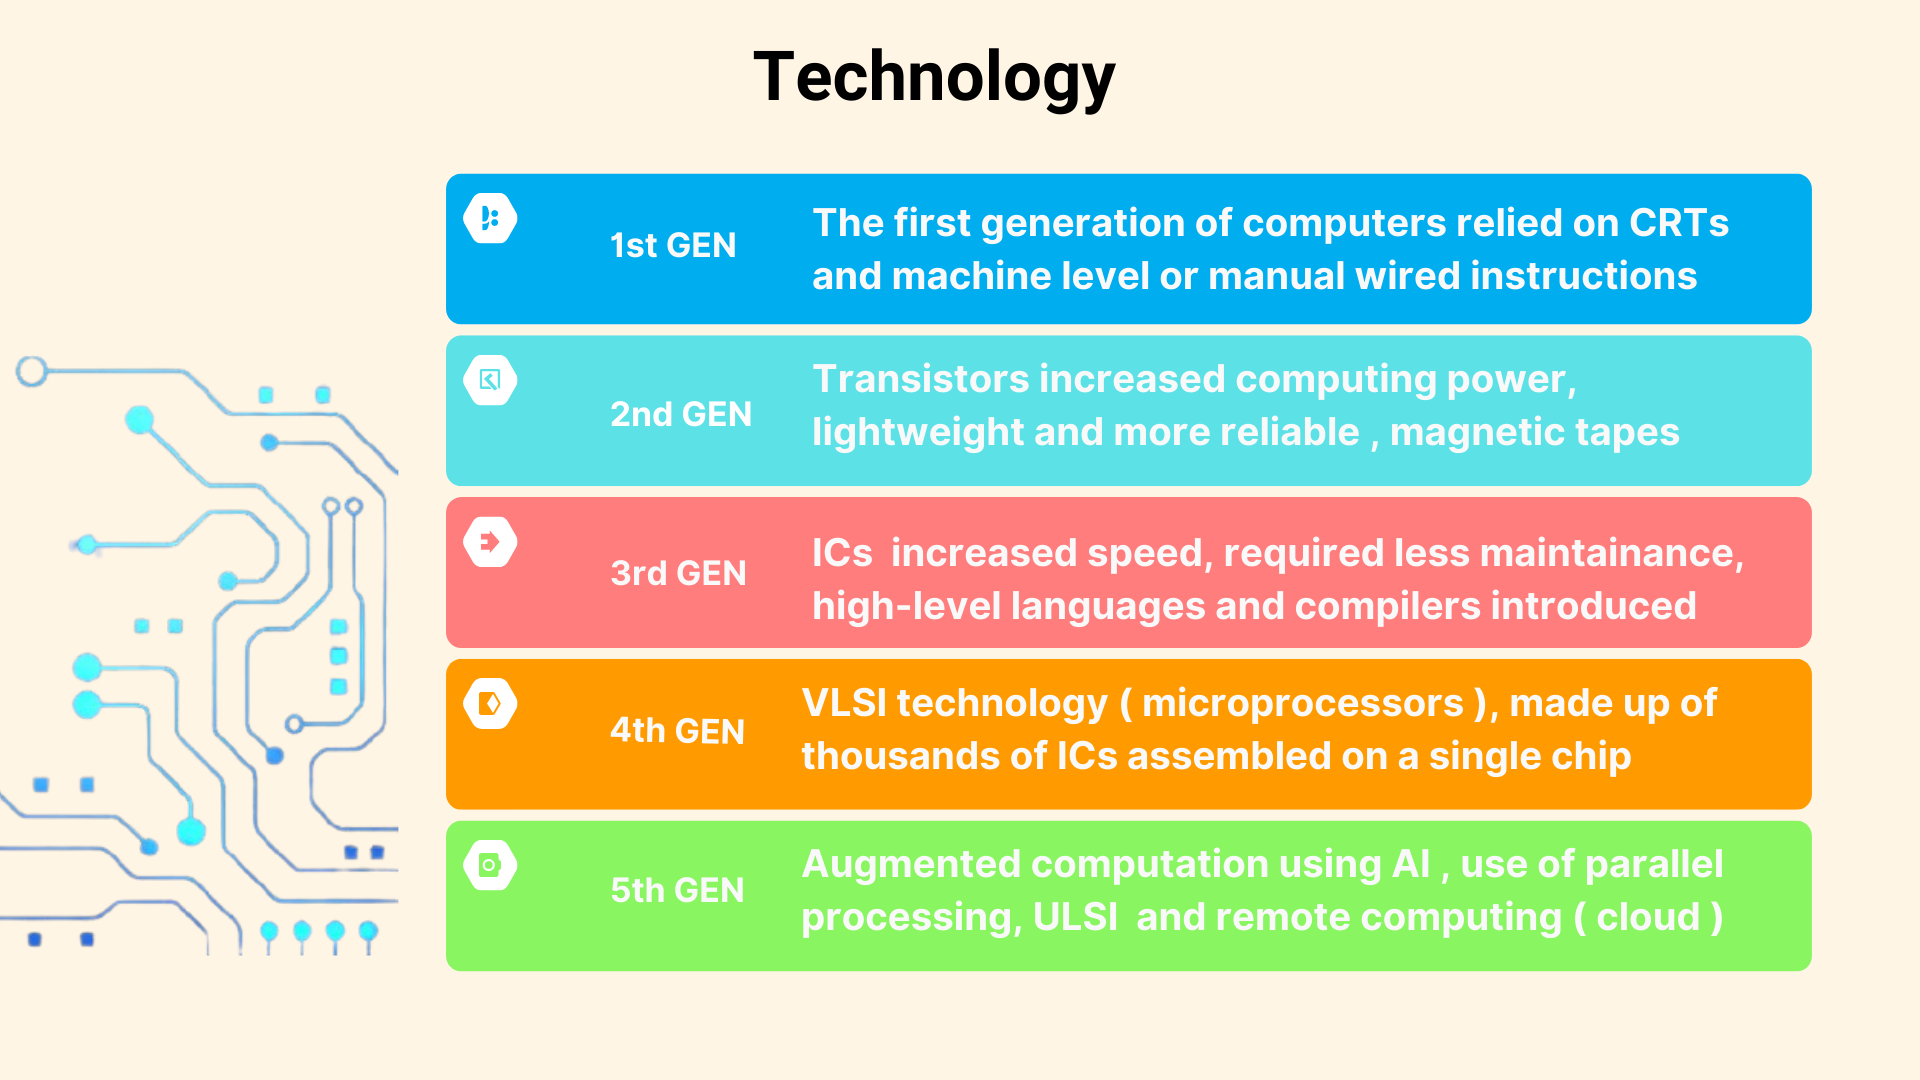 Technology
1st GEN
The first generation of computers relied on CRTs
and machine level or manual wired instructions
2nd GEN
Transistors increased computing power,
lightweight and more reliable , magnetic tapes
3rd GEN
ICs  increased speed, required less maintainance,
high-level languages and compilers introduced
4th GEN
VLSI technology ( microprocessors ), made up of
thousands of ICs assembled on a single chip
5th GEN
Augmented computation using AI , use of parallel
processing, ULSI  and remote computing ( cloud )